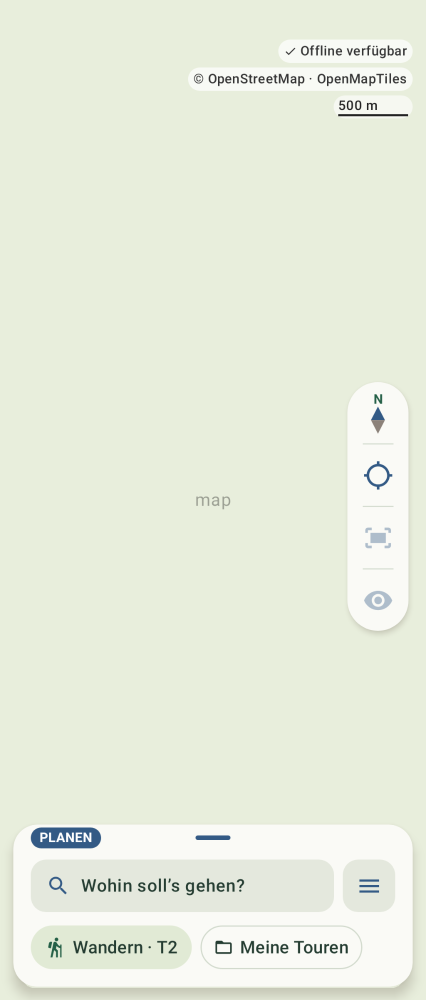 Offline verfügbar
© OpenStreetMap · OpenMapTiles
500 m
N
map
PLANEN
Wohin soll’s gehen?
Wandern · T2
Meine Touren